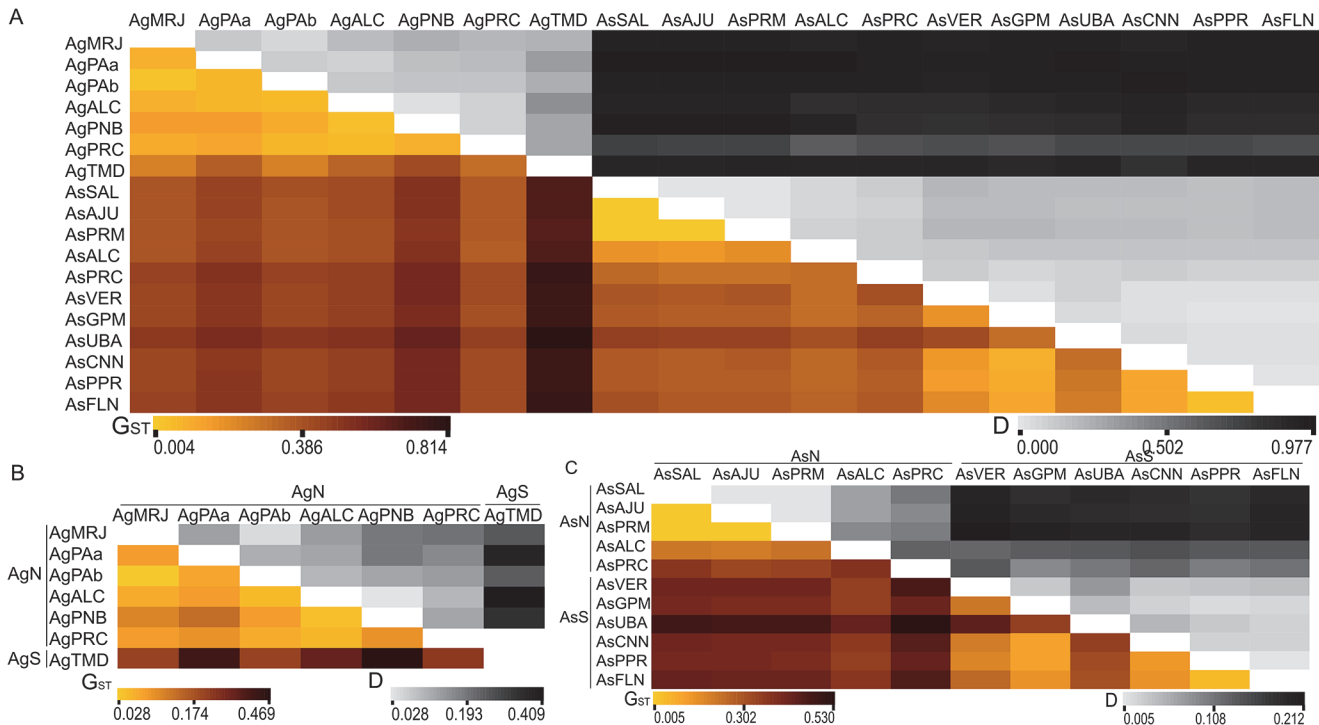 A
AgMRJ AgPAa AgPAb AgALC AgPNB AgPRC AgTMD AsSAL AsAJU AsPRM AsALC AsPRC AsVER AsGPM AsUBA AsCNN AsPPR AsFLN
AgMRJ
AgPAa
AgPAb
AgALC
AgPNB
AgPRC
AgTMD
AsSAL
AsAJU
AsPRM
AsALC
AsPRC
AsVER
AsGPM
AsUBA
AsCNN
AsPPR
AsFLN
GST
0.004 0.386 0.814
D
0.000 0.502 0.977
B
AgN AgS
AgMRJ AgPAa AgPAb AgALC AgPNB AgPRC AgTMD
AgN
AgMRJ
AgPAa
AgPAb
AgALC
AgPNB
AgPRC
AgS AgTMD
GST
0.028 0.174 0.469
D
0.028 0.193 0.409
C
AsN AsS
AsSAL AsAJU AsPRM AsALC AsPRC AsVER AsGPM AsUBA AsCNN AsPPR AsFLN
AsN
AsSAL
AsAJU
AsPRM
AsALC
AsPRC
AsS
AsVER
AsGPM
AsUBA
AsCNN
AsPPR
AsFLN
GST
0.005 0.302 0.530
D
0.005 0.108 0.212